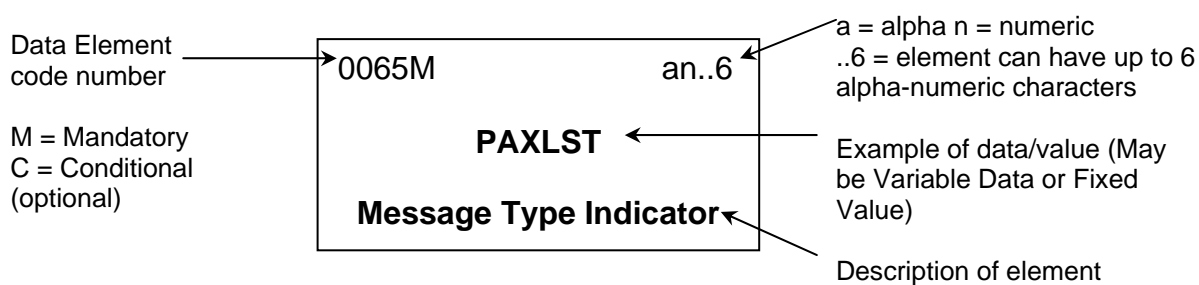 Data Element
code number
M = Mandatory
C = Conditional
(optional)
0065M an..6
PAXLST
Message Type Indicator
a = alpha n = numeric
..6 = element can have up to 6
alpha-numeric characters
Example of data/value (May
be Variable Data or Fixed
Value)
Description of element